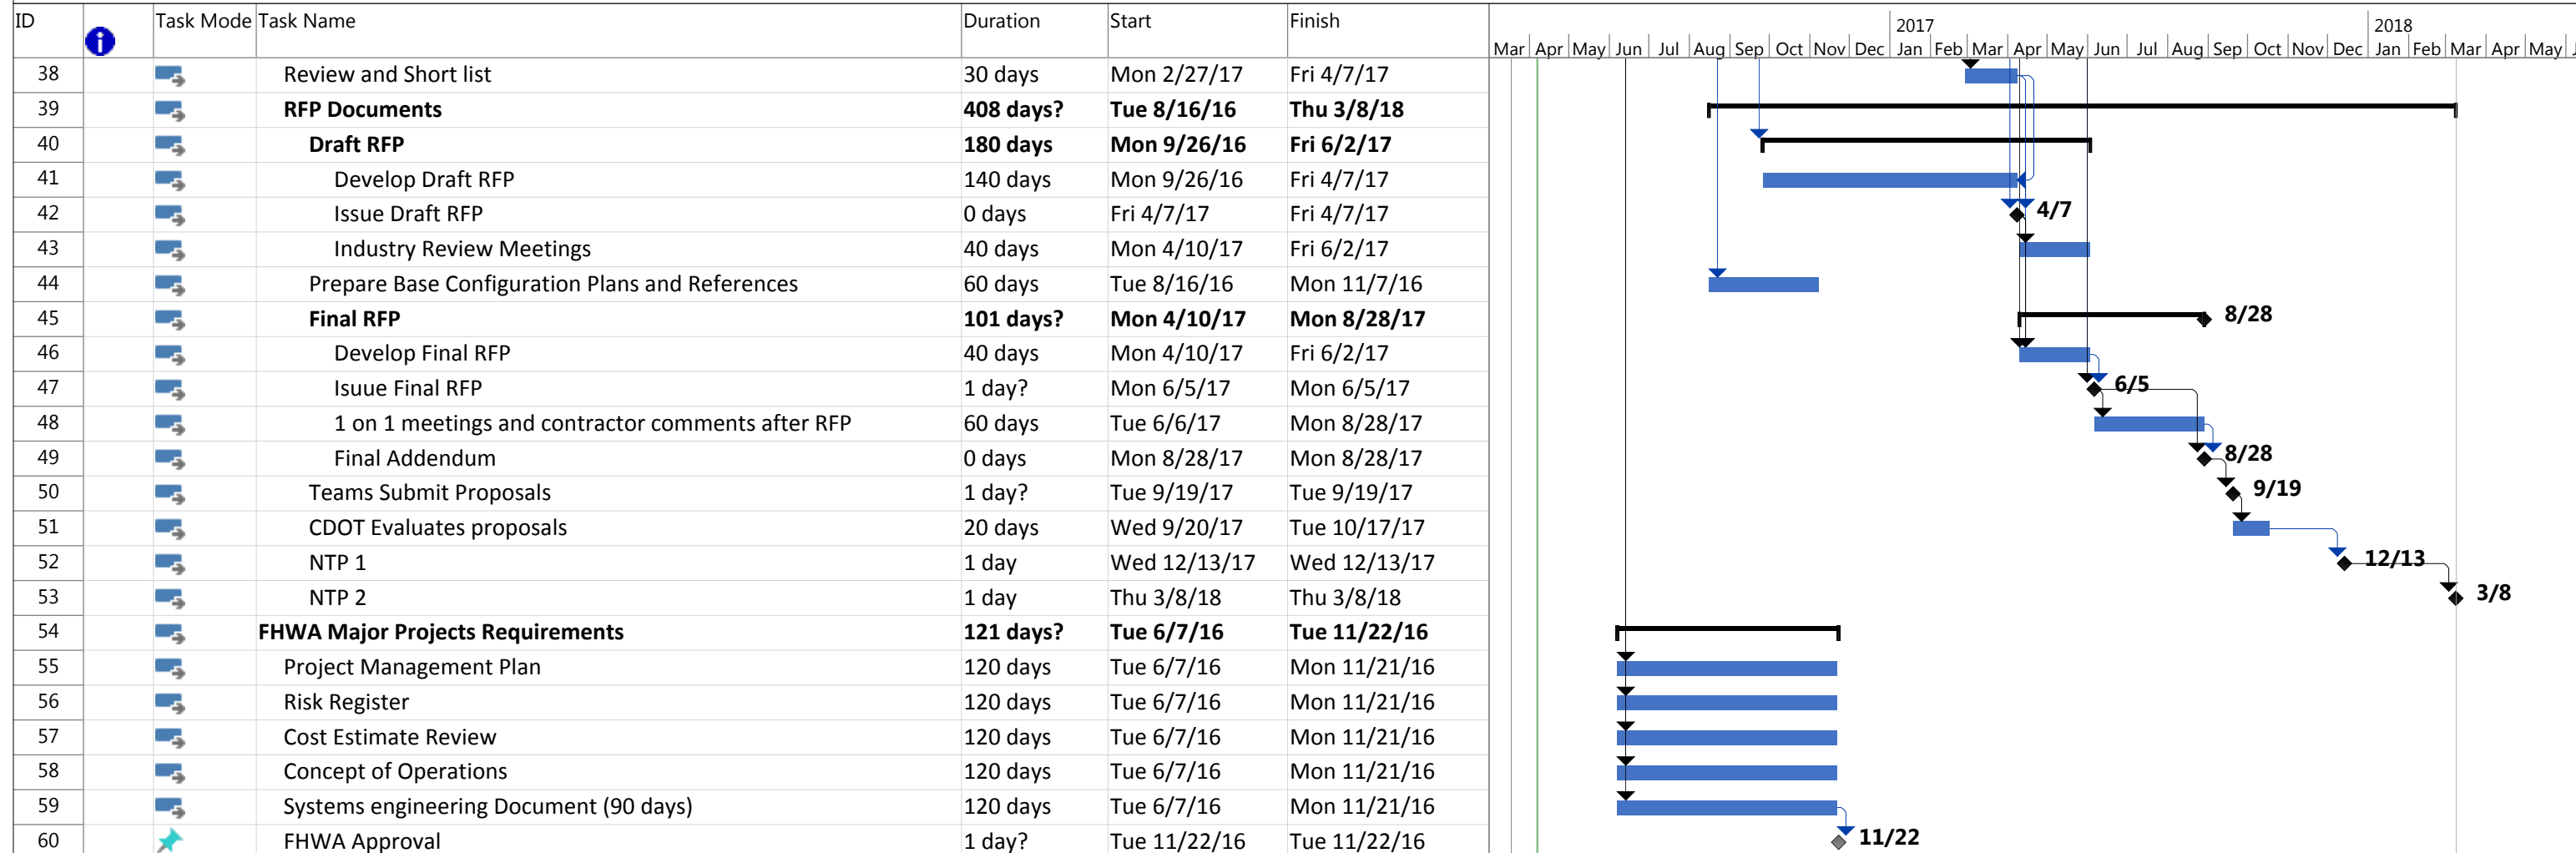 ID Task Mode Task Name Duration Start Finish 2017 2018
Mar Apr May Jun Jul Aug Sep Oct Nov Dec Jan Feb Mar Apr May Jun Jul Aug Sep Oct Nov Dec Jan Feb Mar Apr May J
38 Review and Short list 30 days Mon 2/27/17 Fri 4/7/17
39 RFP Documents 408 days? Tue 8/16/16 Thu 3/8/18
40 Draft RFP 180 days Mon 9/26/16 Fri 6/2/17
41 Develop Draft RFP 140 days Mon 9/26/16 Fri 4/7/17
42 Issue Draft RFP 0 days Fri 4/7/17 Fri 4/7/17 4/7
43 Industry Review Meetings 40 days Mon 4/10/17 Fri 6/2/17
44 Prepare Base Configuration Plans and References 60 days Tue 8/16/16 Mon 11/7/16
45 Final RFP 101 days? Mon 4/10/17 Mon 8/28/17 8/28
46 Develop Final RFP 40 days Mon 4/10/17 Fri 6/2/17
47 Isuue Final RFP 1 day? Mon 6/5/17 Mon 6/5/17 6/5
48 1 on 1 meetings and contractor comments after RFP 60 days Tue 6/6/17 Mon 8/28/17
49 Final Addendum 0 days Mon 8/28/17 Mon 8/28/17 8/28
50 Teams Submit Proposals 1 day? Tue 9/19/17 Tue 9/19/17 9/19
51 CDOT Evaluates proposals 20 days Wed 9/20/17 Tue 10/17/17
52 NTP 1 1 day Wed 12/13/17 Wed 12/13/17 12/13
53 NTP 2 1 day Thu 3/8/18 Thu 3/8/18 3/8
54 FHWA Major Projects Requirements 121 days? Tue 6/7/16 Tue 11/22/16
55 Project Management Plan 120 days Tue 6/7/16 Mon 11/21/16
56 Risk Register 120 days Tue 6/7/16 Mon 11/21/16
57 Cost Estimate Review 120 days Tue 6/7/16 Mon 11/21/16
58 Concept of Operations 120 days Tue 6/7/16 Mon 11/21/16
59 Systems engineering Document (90 days) 120 days Tue 6/7/16 Mon 11/21/16
60 FHWA Approval 1 day? Tue 11/22/16 Tue 11/22/16 11/22